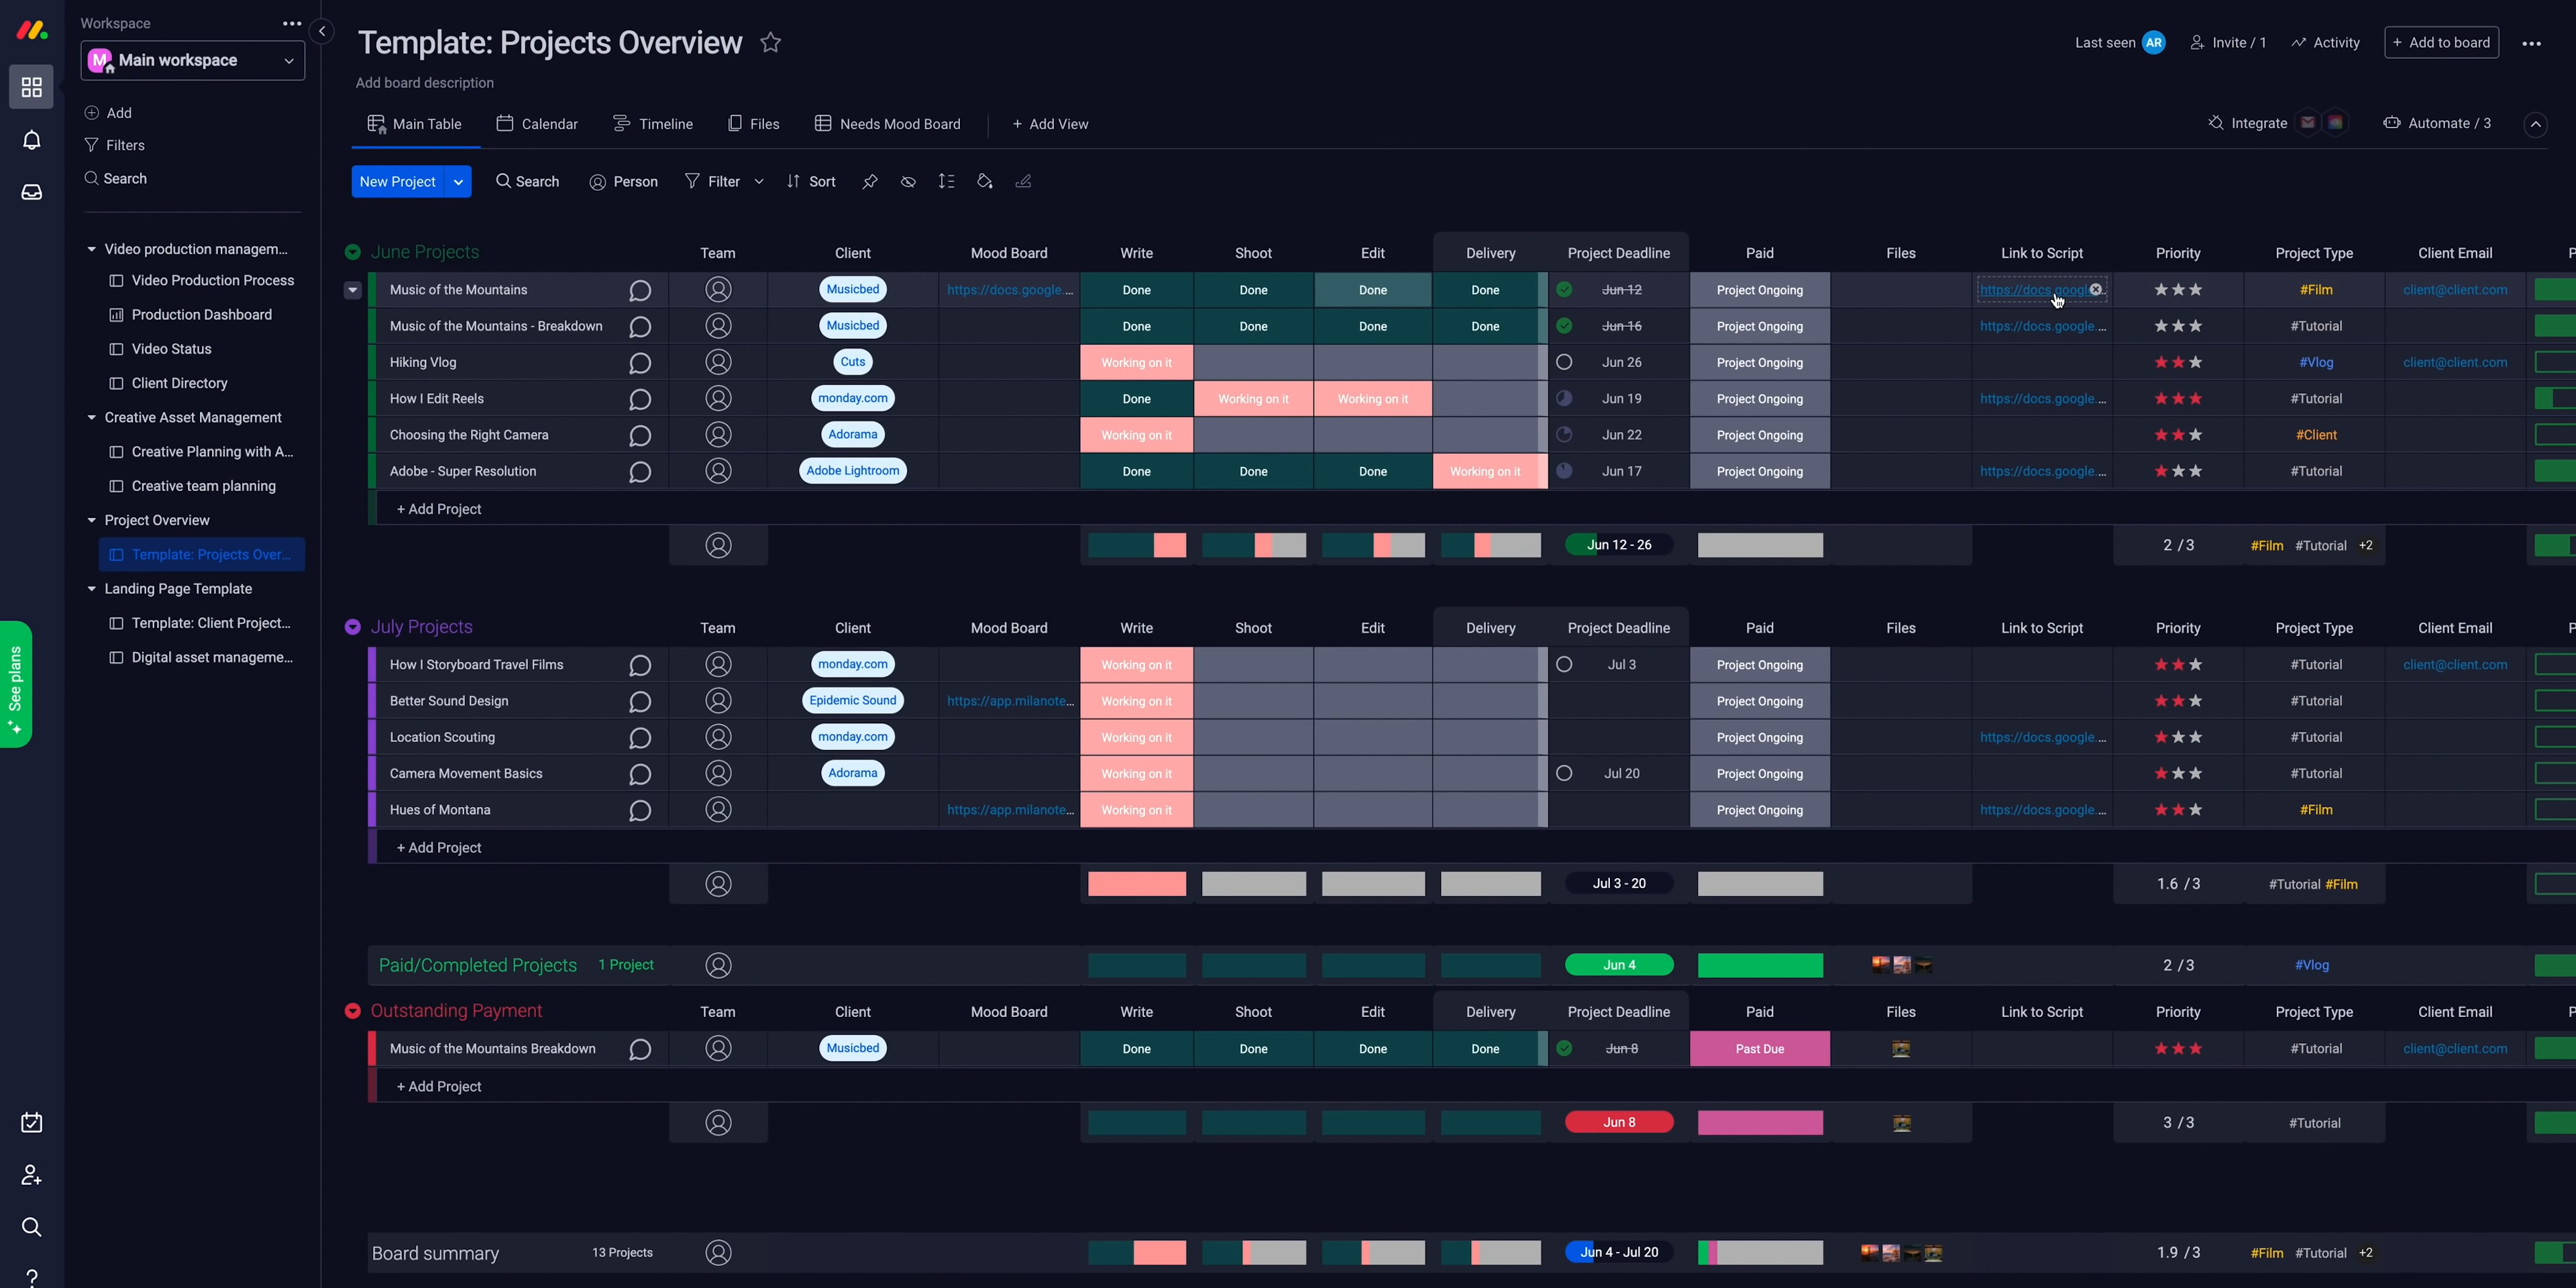 Workspace
M Main workspace
Add
Filters
Search
Video production managem...
Video Production Process
Production Dashboard
Video Status
Client Directory
Creative Asset Management
Creative Planning with A...
Creative team planning
Project Overview
Template: Projects Over...
Landing Page Template
Template: Client Project...
Digital asset manageme...
See plans
Template: Projects Overview
Last seen AR Invite / 1 Activity + Add to board
Add board description
Main Table Calendar Timeline Files Needs Mood Board + Add View Integrate Automate / 3
New Project Search Person Filter Sort
June Projects Team Client Mood Board Write Shoot Edit Delivery Project Deadline Paid Files Link to Script Priority Project Type Client Email P
Music of the Mountains Musicbed https://docs.google.... Done Done Done Done Jun 12 Project Ongoing https://docs.googl #Film client@client.com
Music of the Mountains - Breakdown Musicbed Done Done Done Done Jun 16 Project Ongoing https://docs.google.... #Tutorial
Hiking Vlog Cuts Working on it Jun 26 Project Ongoing #Vlog client@client.com
How I Edit Reels monday.com Done Working on it Working on it Jun 19 Project Ongoing https://docs.google.... #Tutorial
Choosing the Right Camera Adorama Working on it Jun 22 Project Ongoing #Client
Adobe - Super Resolution Adobe Lightroom Done Done Done Working on it Jun 17 Project Ongoing https://docs.google.... #Tutorial
+ Add Project
Jun 12 - 26 2 / 3 #Film #Tutorial +2
July Projects Team Client Mood Board Write Shoot Edit Delivery Project Deadline Paid Files Link to Script Priority Project Type Client Email P
How I Storyboard Travel Films monday.com Working on it Jul 3 Project Ongoing #Tutorial client@client.com
Better Sound Design Epidemic Sound https://app.milanote... Working on it Project Ongoing #Tutorial
Location Scouting monday.com Working on it Project Ongoing https://docs.google.... #Tutorial
Camera Movement Basics Adorama Working on it Jul 20 Project Ongoing #Tutorial
Hues of Montana https://app.milanote... Working on it Project Ongoing https://docs.google.... #Film
+ Add Project
Jul 3 - 20 1.6 / 3 #Tutorial #Film
Paid/Completed Projects 1 Project Jun 4 2 / 3 #Vlog
Outstanding Payment Team Client Mood Board Write Shoot Edit Delivery Project Deadline Paid Files Link to Script Priority Project Type Client Email P
Music of the Mountains Breakdown Musicbed Done Done Done Done Jun 8 Past Due #Tutorial client@client.com
+ Add Project
Jun 8 3 / 3 #Tutorial
Board summary 13 Projects Jun 4 - Jul 20 1.9 / 3 #Film #Tutorial +2
?